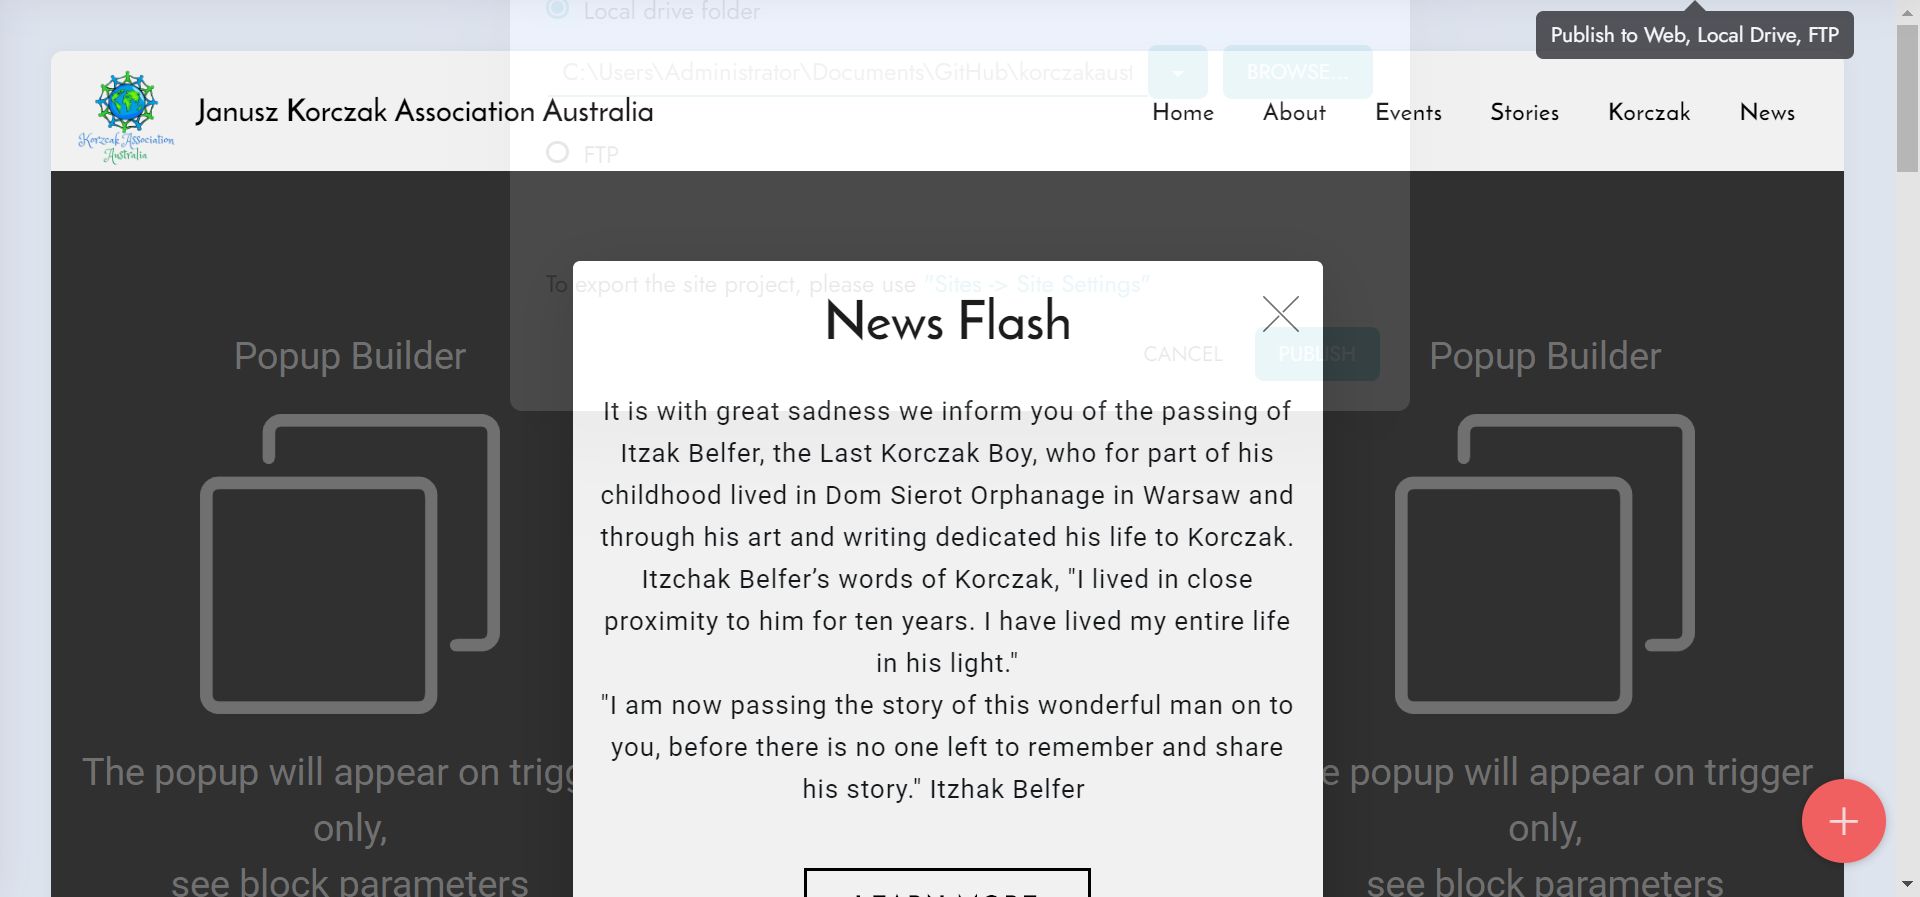 Local drive folder
Publish to Web, Local Drive, FTP
C:\Users\Administrator\Documents\GitHub\korczakaust
BROWSE...
Korzcak Association
Australia
Janusz Korczak Association Australia
Home
About
Events
Stories
Korczak
News
FTP
To export the site project, please use "Sites -> Site Settings"
News Flash
CANCEL
PUBLISH
Popup Builder
Popup Builder
It is with great sadness we inform you of the passing of
Itzak Belfer, the Last Korczak Boy, who for part of his
childhood lived in Dom Sierot Orphanage in Warsaw and
through his art and writing dedicated his life to Korczak.
Itzchak Belfer’s words of Korczak, "I lived in close
proximity to him for ten years. I have lived my entire life
in his light."
"I am now passing the story of this wonderful man on to
you, before there is no one left to remember and share
his story." Itzhak Belfer
The popup will appear on trigg
only,
see block parameters
e popup will appear on trigger
only,
see block parameters
LEARN MORE